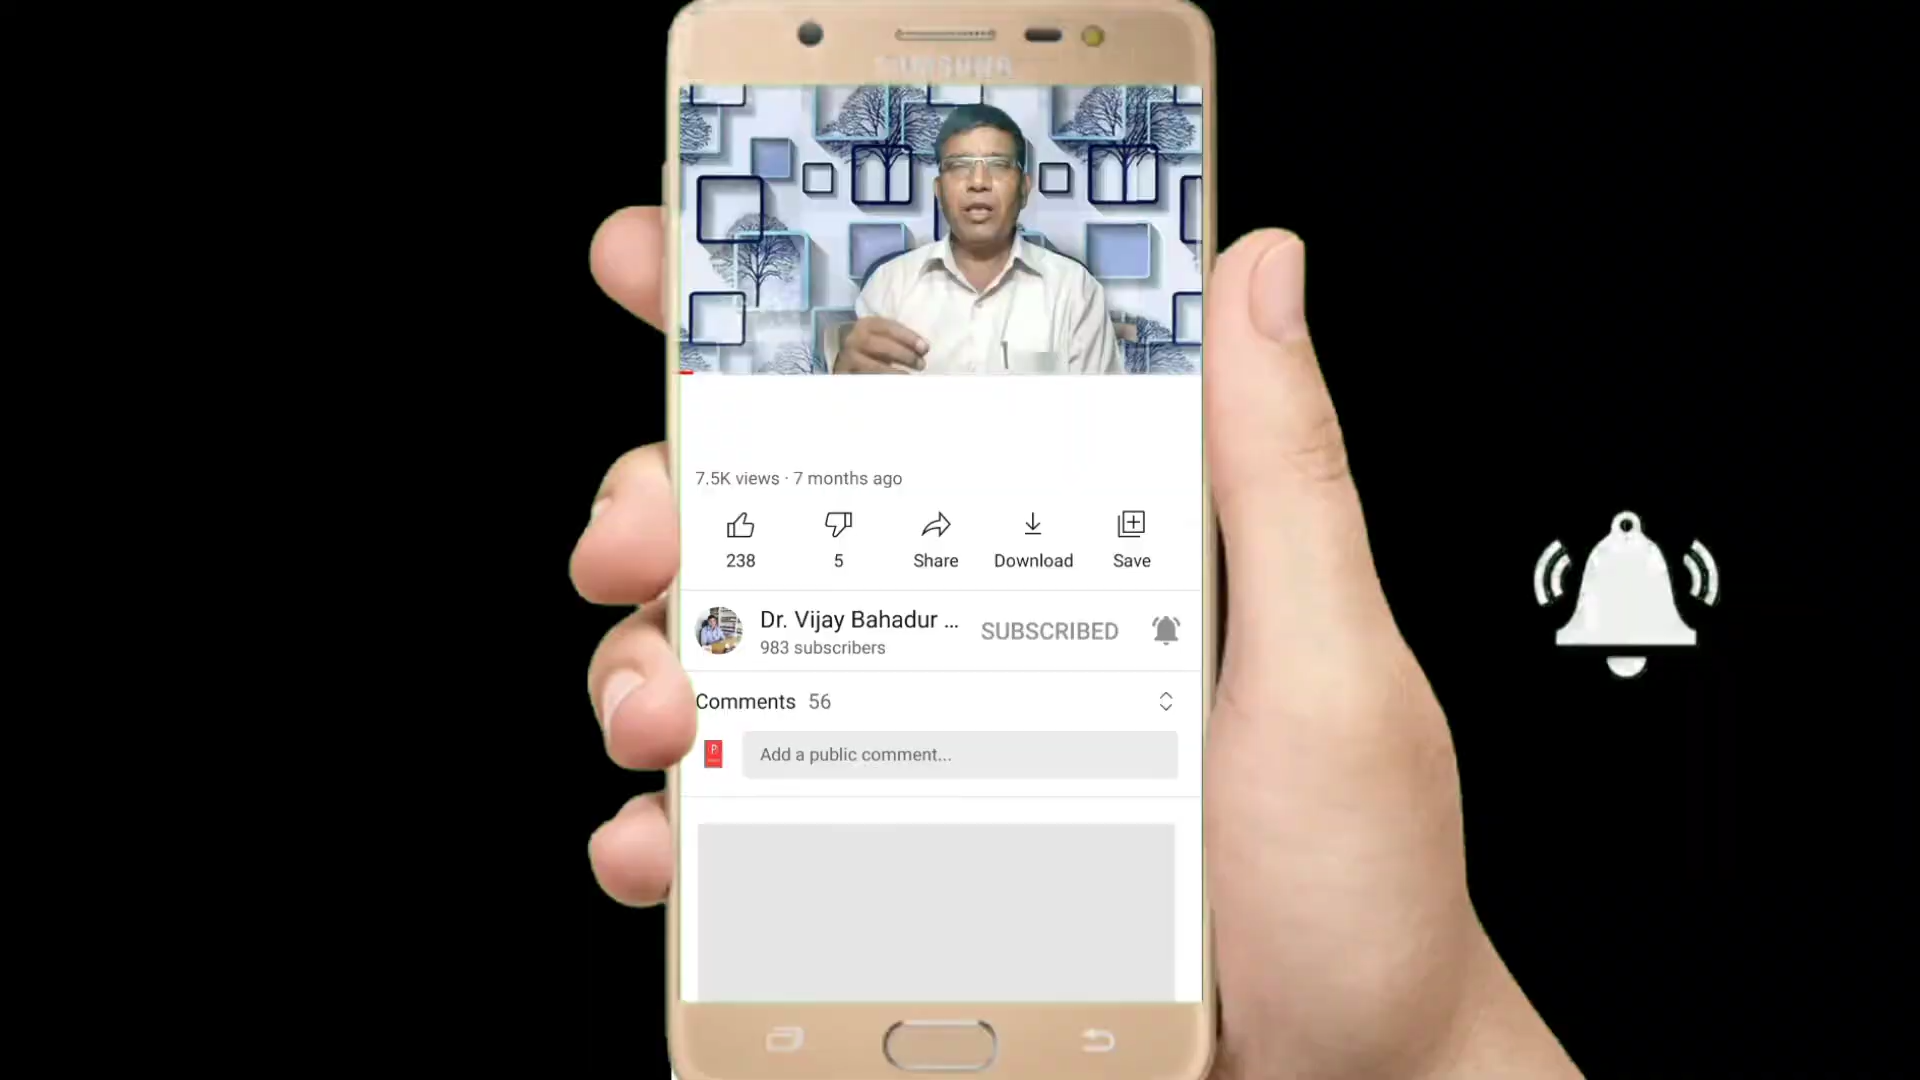 SAMSUNG
7.5K views · 7 months ago
238
5
Share
Download
Save
Dr. Vijay Bahadur ...
983 subscribers
SUBSCRIBED
Comments 56
Add a public comment...